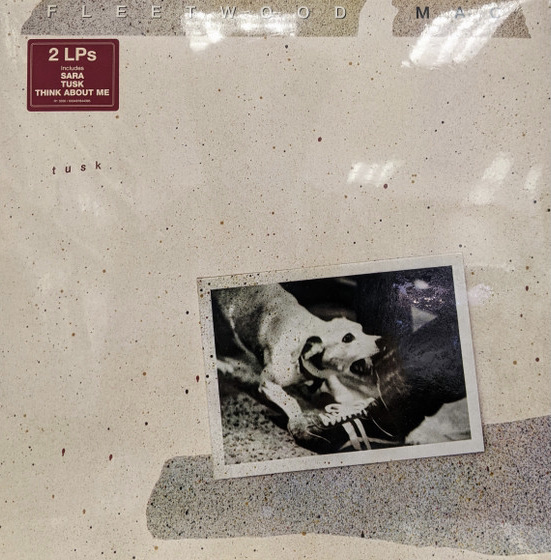 FLEETWOOD MAC
2 LPs
Includes
SARA
TUSK
THINK ABOUT ME
tusk